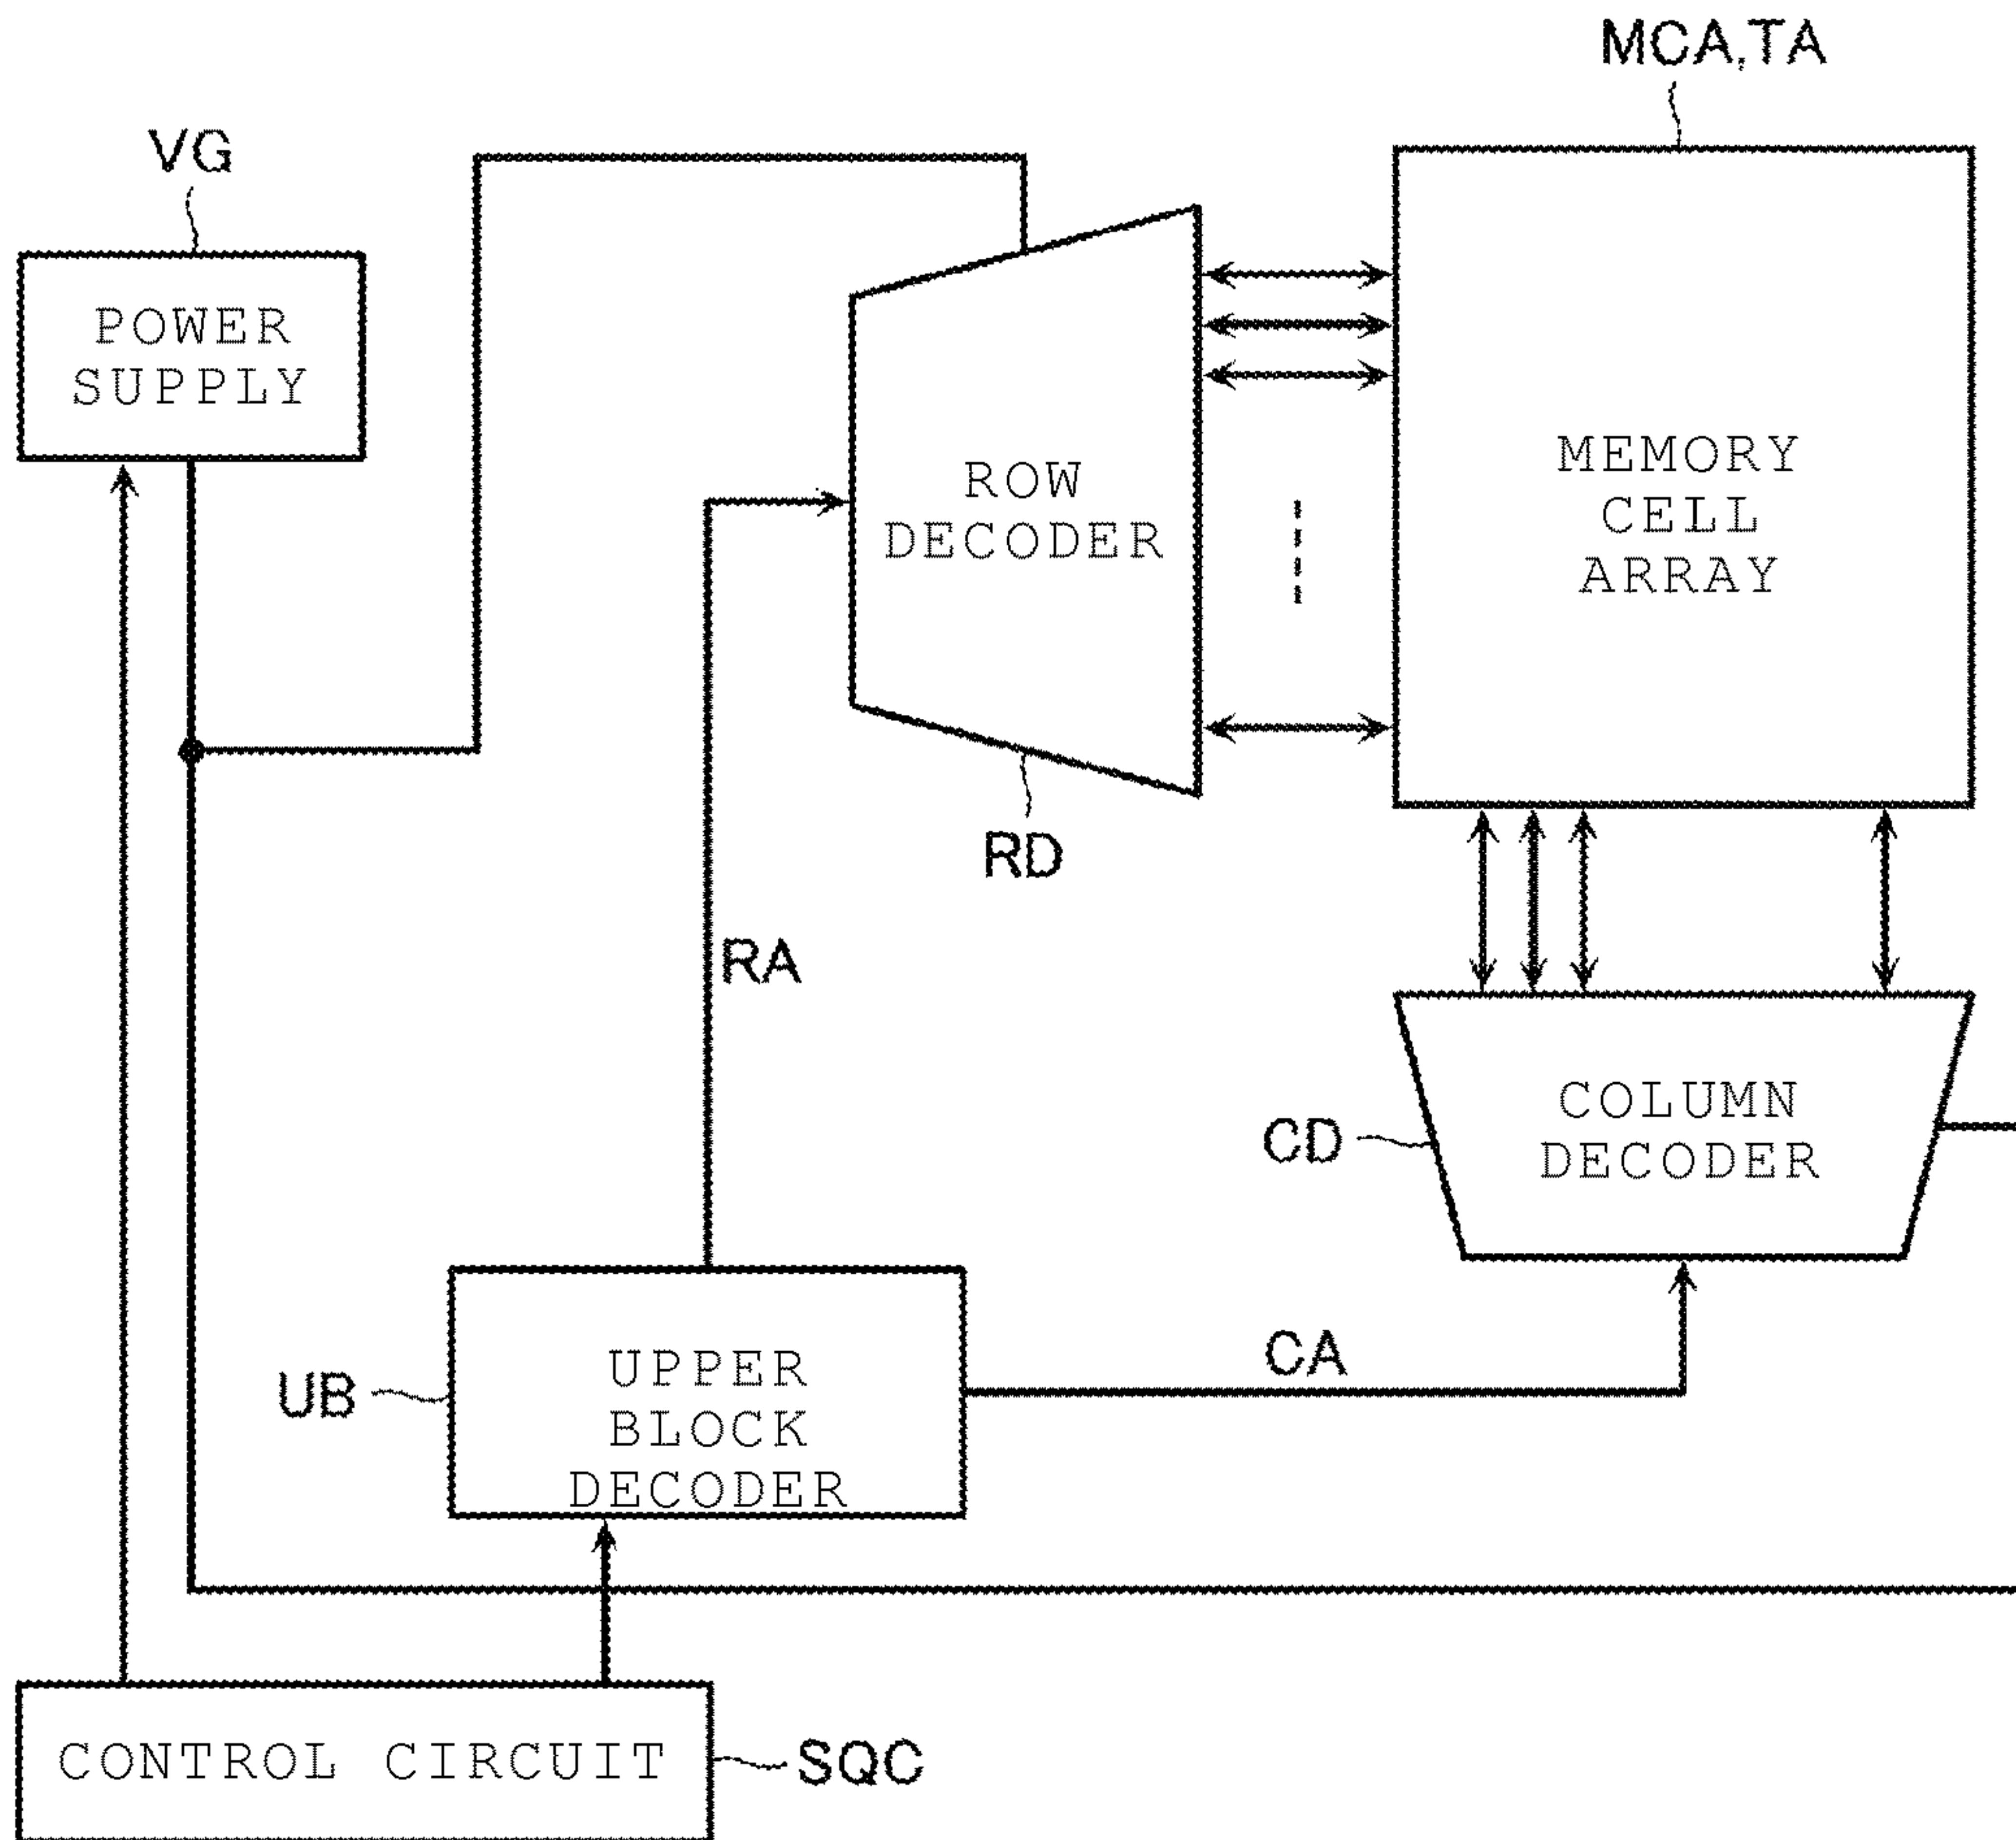 MCA,TA
VG
POWER
SUPPLY
ROW
DECODER
MEMORY
CELL
ARRAY
RD
RA
COLUMN
DECODER
CD
CA
UPPER
BLOCK
DECODER
UB
CONTROL CIRCUIT
SQC